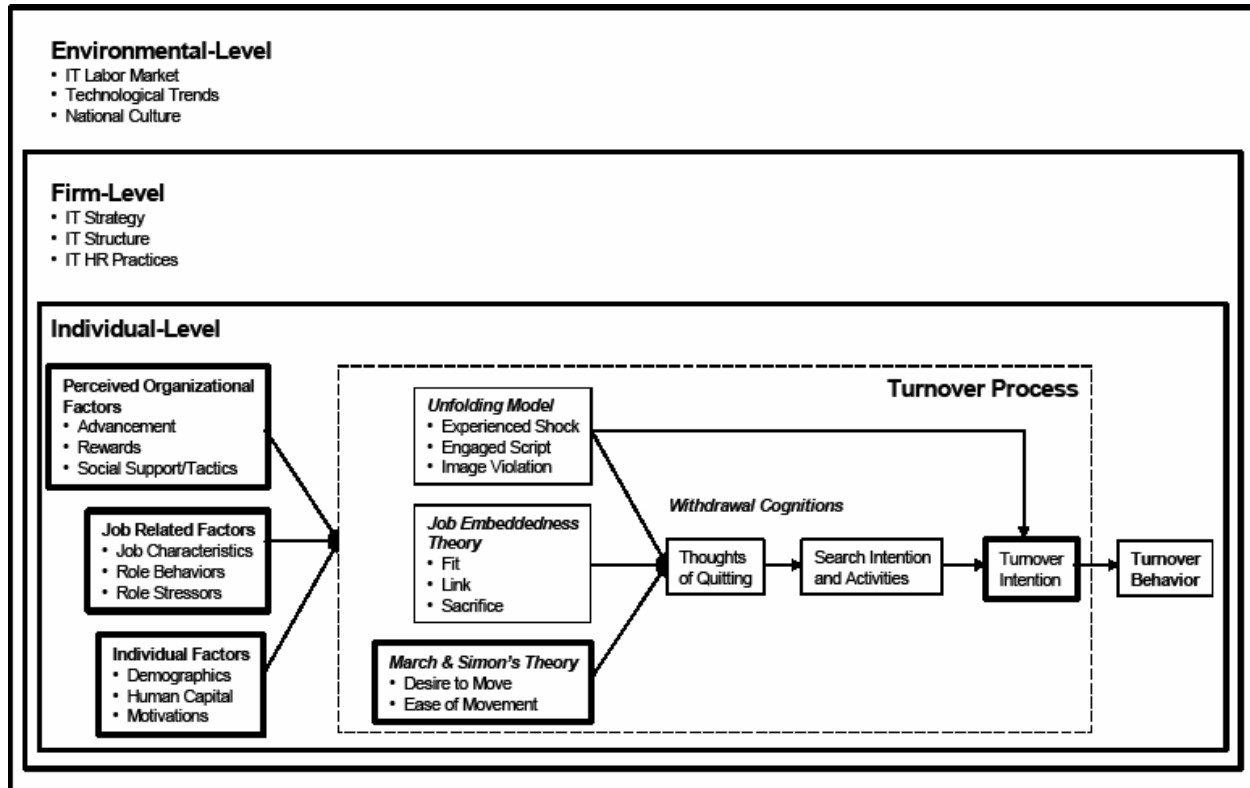 Environmental-Level
• IT Labor Market
• Technological Trends
• National Culture
Firm-Level
• IT Strategy
• IT Structure
• IT HR Practices
Individual-Level
Perceived Organizational
Factors
• Advancement
• Rewards
• Social Support/Tactics
Job Related Factors
• Job Characteristics
• Role Behaviors
• Role Stressors
Individual Factors
• Demographics
• Human Capital
• Motivations
Turnover Process
Unfolding Model
• Experienced Shock
• Engaged Script
• Image Violation
Job Embeddedness
Theory
• Fit
• Link
• Sacrifice
March & Simon's Theory
• Desire to Move
• Ease of Movement
Withdrawal Cognitions
Thoughts
of Quitting
Search Intention
and Activities
Turnover
Intention
Turnover
Behavior